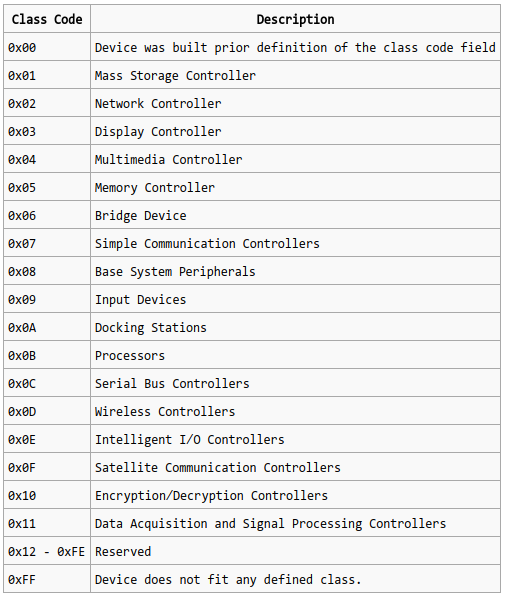 Class Code Description
0x00 Device was built prior definition of the class code field
0x01 Mass Storage Controller
0x02 Network Controller
0x03 Display Controller
0x04 Multimedia Controller
0x05 Memory Controller
0x06 Bridge Device
0x07 Simple Communication Controllers
0x08 Base System Peripherals
0x09 Input Devices
0x0A Docking Stations
0x0B Processors
0x0C Serial Bus Controllers
0x0D Wireless Controllers
0x0E Intelligent I/O Controllers
0x0F Satellite Communication Controllers
0x10 Encryption/Decryption Controllers
0x11 Data Acquisition and Signal Processing Controllers
0x12 - 0xFE Reserved
0xFF Device does not fit any defined class.